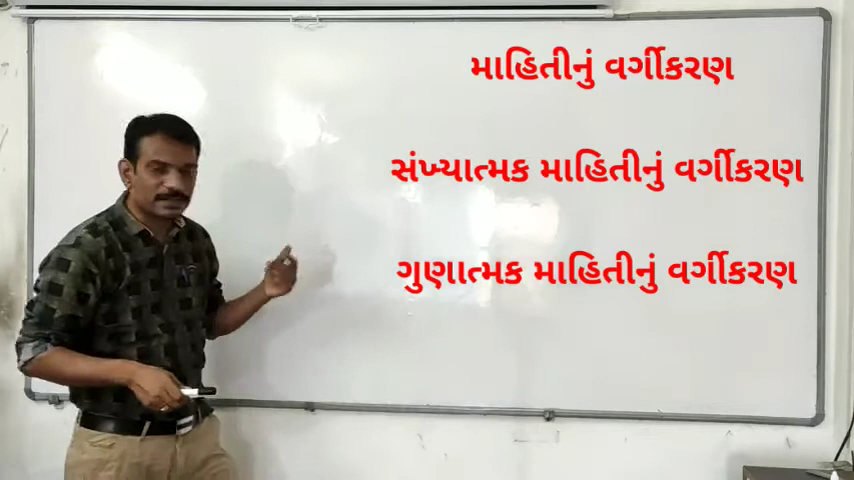 માહિતીનું વર્ગીકરણ
સંખ્યાત્મક માહિતીનું વર્ગીકરણ
ગુણાત્મક માહિતીનું વર્ગીકરણ